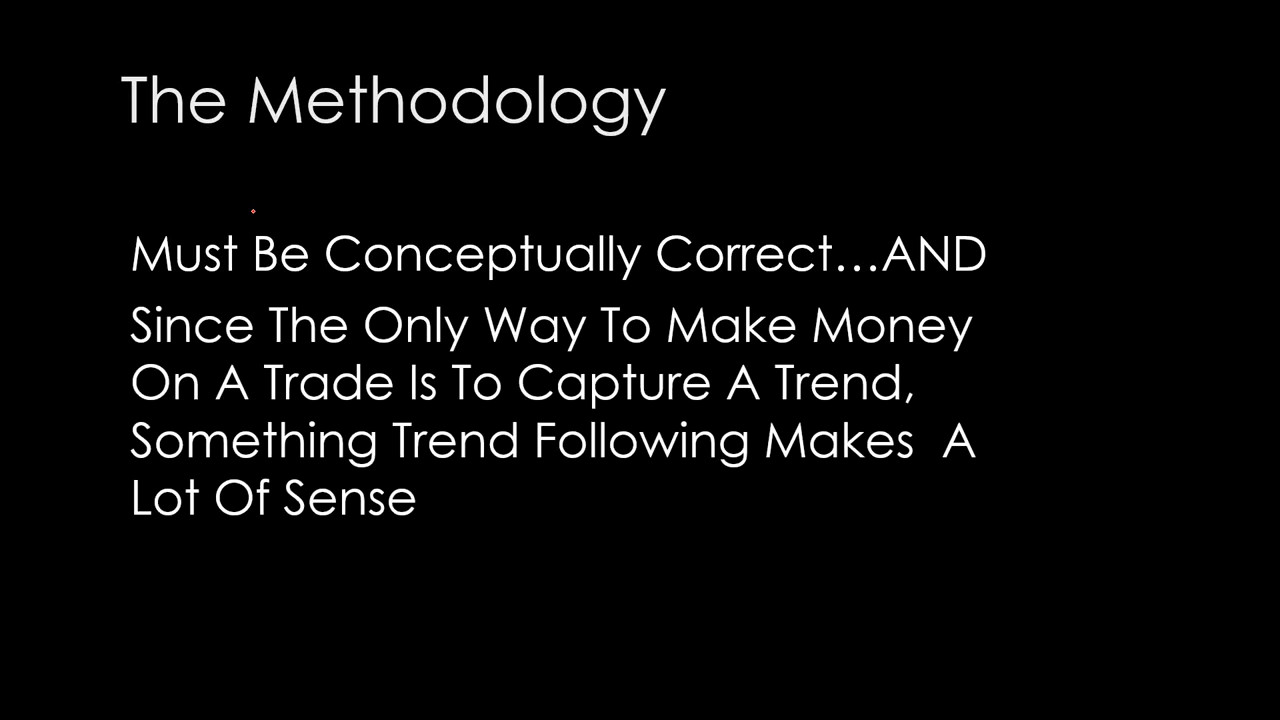 The Methodology
Must Be Conceptually Correct…AND
Since The Only Way To Make Money
On A Trade Is To Capture A Trend,
Something Trend Following Makes  A
Lot Of Sense